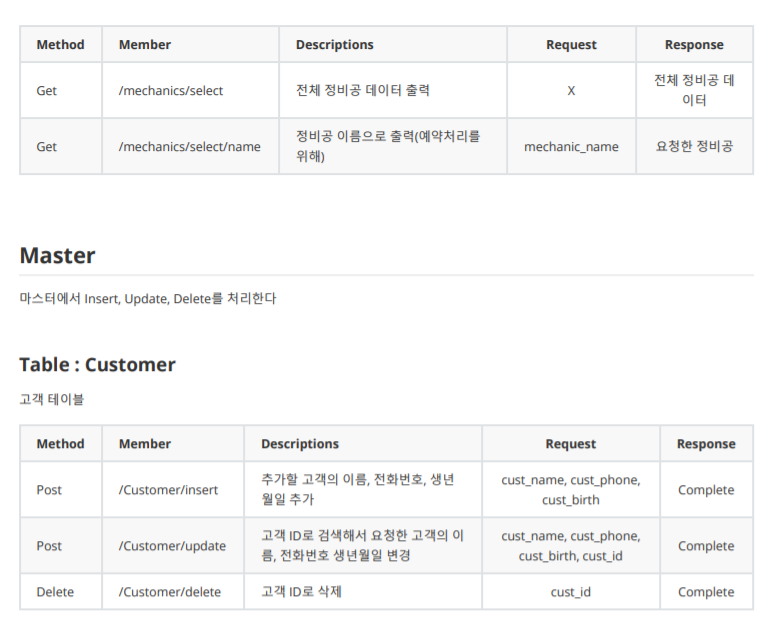 Method Member Descriptions Request Response
Get /mechanics/select 전체 정비공 데이터 출력 X 전체 정비공 데
이터
Get /mechanics/select/name 정비공 이름으로 출력(예약처리를
위해) mechanic_name 요청한 정비공
Master
마스터에서 Insert, Update, Delete를 처리한다
Table : Customer
고객 테이블
Method Member Descriptions Request Response
Post /Customer/insert 추가할 고객의 이름, 전화번호, 생년
월일 추가 cust_name, cust_phone,
cust_birth Complete
Post /Customer/update 고객 ID로 검색해서 요청한 고객의 이
름, 전화번호 생년월일 변경 cust_name, cust_phone,
cust_birth, cust_id Complete
Delete /Customer/delete 고객 ID로 삭제 cust_id Complete